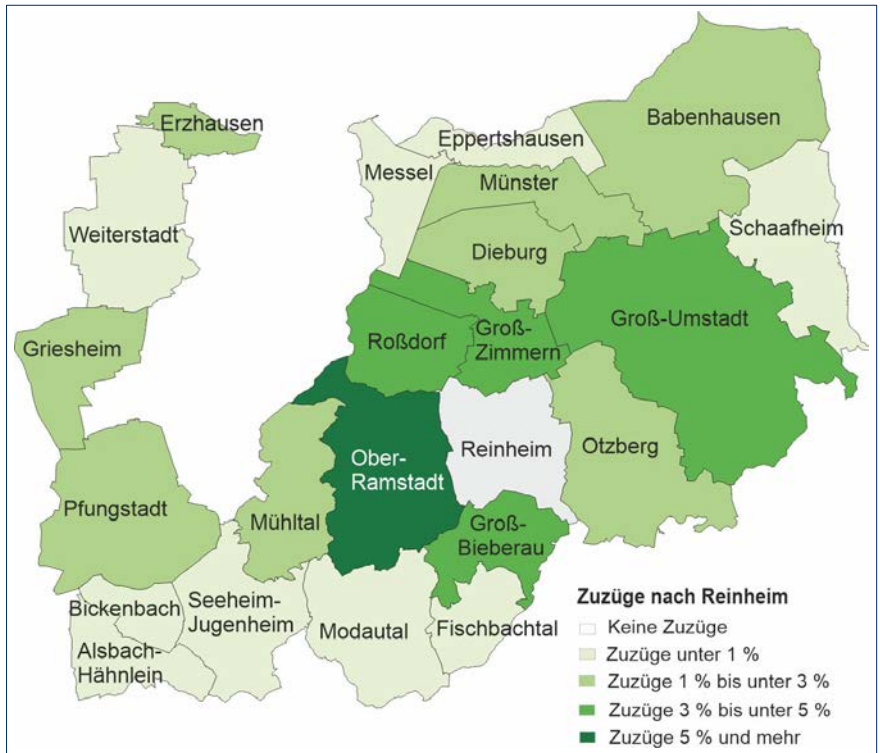 Erzhausen
Babenhausen
Eppertshausen
Messel
Münster
Schaafheim
Weiterstadt
Dieburg
Groß-Umstadt
Griesheim
Roßdorf
Groß-
Zimmern
Reinheim
Otzberg
Ober-
Ramstadt
Pfungstadt
Mühltal
Groß-
Bieberau
Bickenbach
Seeheim-
Jugenheim
Modautal
Fischbachtal
Alsbach-
Hähnlein
Zuzüge nach Reinheim
Keine Zuzüge
Zuzüge unter 1 %
Zuzüge 1 % bis unter 3 %
Zuzüge 3 % bis unter 5 %
Zuzüge 5 % und mehr